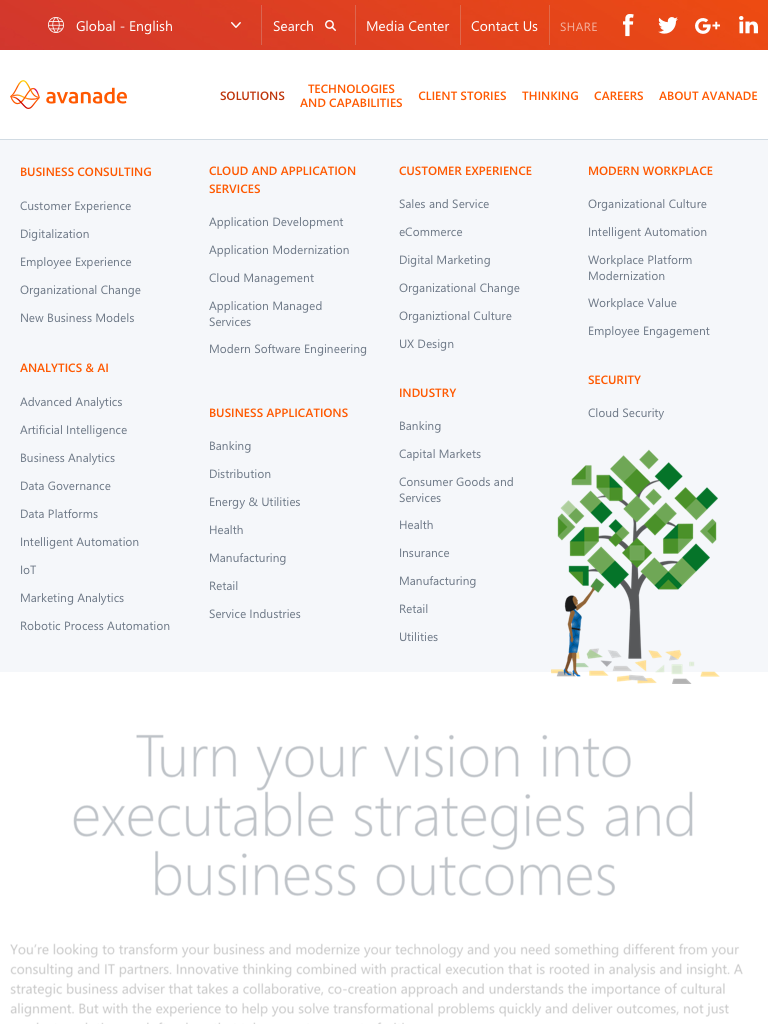 Global - English
Search
Media Center
Contact Us
SHARE
f
G+
in
avanade
SOLUTIONS
TECHNOLOGIES
AND CAPABILITIES
CLIENT STORIES
THINKING
CAREERS
ABOUT AVANADE
BUSINESS CONSULTING
Customer Experience
Digitalization
Employee Experience
Organizational Change
New Business Models
ANALYTICS & AI
Advanced Analytics
Artificial Intelligence
Business Analytics
Data Governance
Data Platforms
Intelligent Automation
IoT
Marketing Analytics
Robotic Process Automation
CLOUD AND APPLICATION
SERVICES
Application Development
Application Modernization
Cloud Management
Application Managed
Services
Modern Software Engineering
BUSINESS APPLICATIONS
Banking
Distribution
Energy & Utilities
Health
Manufacturing
Retail
Service Industries
CUSTOMER EXPERIENCE
Sales and Service
eCommerce
Digital Marketing
Organizational Change
Organiztional Culture
UX Design
INDUSTRY
Banking
Capital Markets
Consumer Goods and
Services
Health
Insurance
Manufacturing
Retail
Utilities
MODERN WORKPLACE
Organizational Culture
Intelligent Automation
Workplace Platform
Modernization
Workplace Value
Employee Engagement
SECURITY
Cloud Security
Turn your vision into
executable strategies and
business outcomes
You're looking to transform your business and modernize your technology and you need something different from your
consulting and IT partners. Innovative thinking combined with practical execution that is rooted in analysis and insight. A
strategic business adviser that takes a collaborative, co-creation approach and understands the importance of cultural
alignment. But with the experience to help you solve transformational problems quickly and deliver outcomes, not just